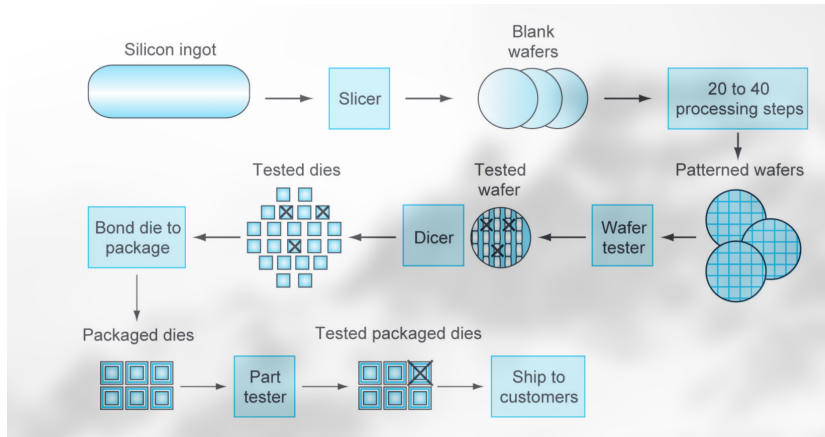 Silicon ingot
Slicer
Blank
wafers
20 to 40
processing steps
Tested dies
Tested
wafer
Patterned wafers
Bond die to
package
Dicer
Wafer
tester
Packaged dies
Tested packaged dies
Part
tester
Ship to
customers